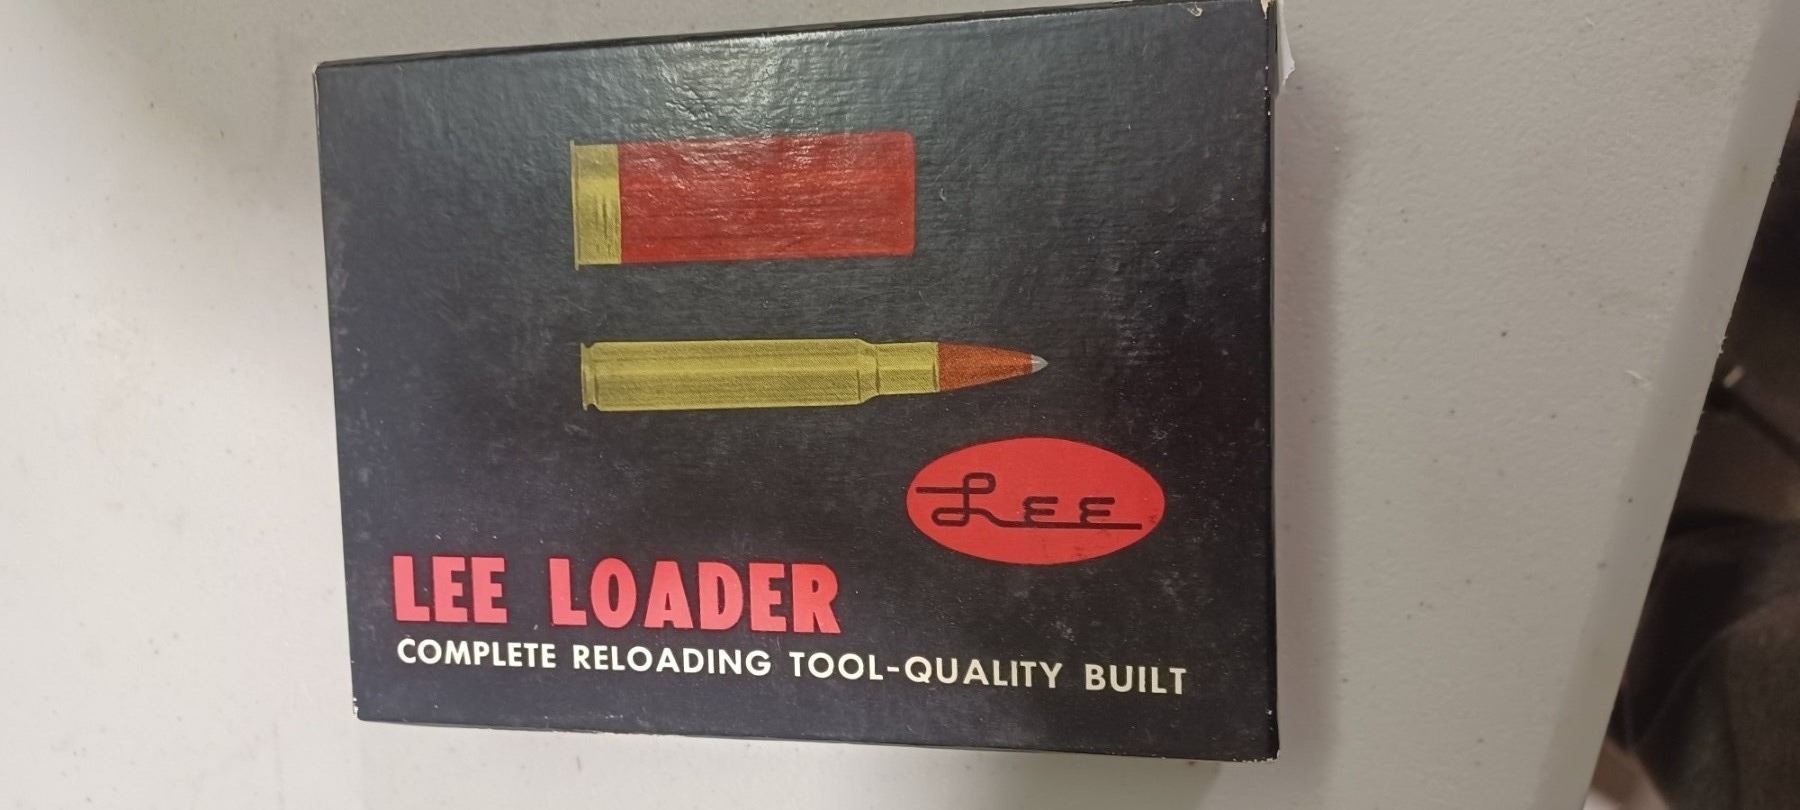 LEE
LEE LOADER
COMPLETE RELOADING TOOL-QUALITY BUILT